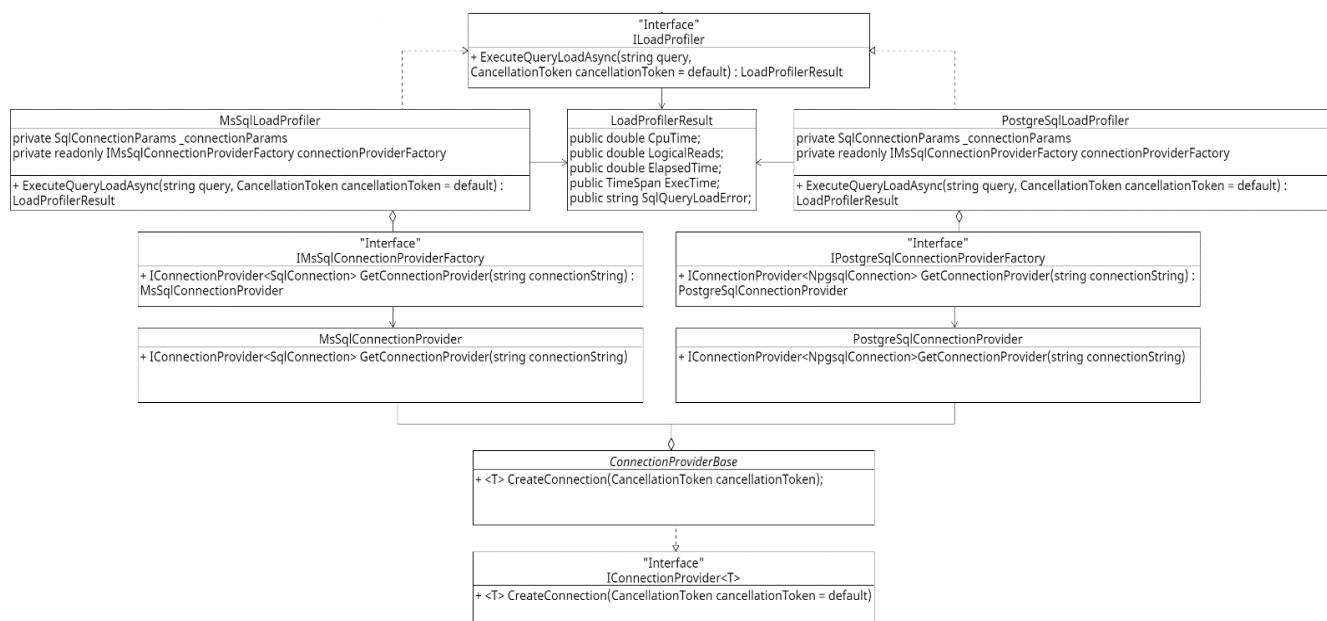 "Interface"
ILoadProfiler
+ ExecuteQueryLoadAsync(string query,
CancellationToken cancellationToken = default) : LoadProfilerResult
MsSqlLoadProfiler
private SqlConnectionParams _connectionParams
private readonly IMsSqlConnectionProviderFactory connectionProviderFactory
+ ExecuteQueryLoadAsync(string query, CancellationToken cancellationToken = default) :
LoadProfilerResult
LoadProfilerResult
public double CpuTime;
public double LogicalReads;
public double ElapsedTime;
public TimeSpan ExecTime;
public string SqlQueryLoadError;
PostgreSqlLoadProfiler
private SqlConnectionParams _connectionParams
private readonly IMsSqlConnectionProviderFactory connectionProviderFactory
+ ExecuteQueryLoadAsync(string query, CancellationToken cancellationToken = default) :
LoadProfilerResult
"Interface"
IMsSqlConnectionProviderFactory
+ IConnectionProvider<SqlConnection> GetConnectionProvider(string connectionString) :
MsSqlConnectionProvider
"Interface"
IPostgreSqlConnectionProviderFactory
+ IConnectionProvider<NpgsqlConnection> GetConnectionProvider(string connectionString) :
PostgreSqlConnectionProvider
MsSqlConnectionProvider
+ IConnectionProvider<SqlConnection> GetConnectionProvider(string connectionString)
PostgreSqlConnectionProvider
+ IConnectionProvider<NpgsqlConnection>GetConnectionProvider(string connectionString)
ConnectionProviderBase
+ <T> CreateConnection(CancellationToken cancellationToken);
"Interface"
IConnectionProvider<T>
+ <T> CreateConnection(CancellationToken cancellationToken = default)